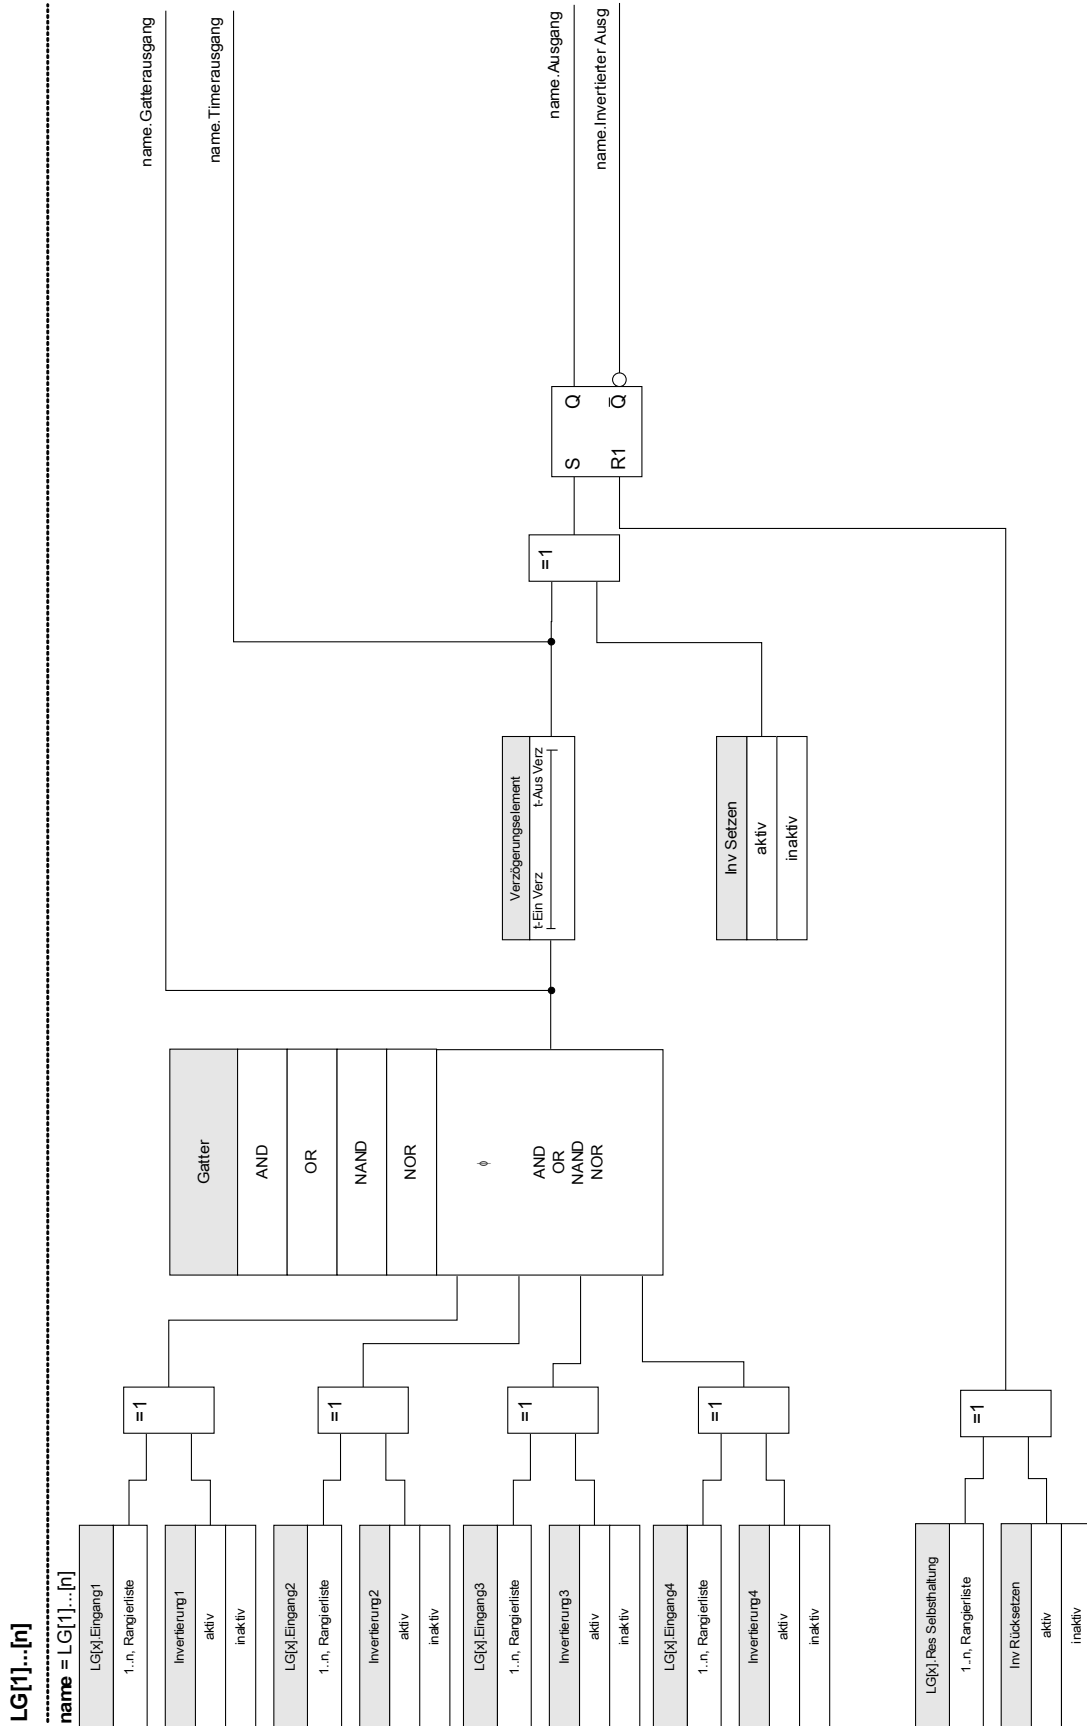 LG[1]...[n]
name = LG[1]...[n]
LG[x].Eingang1
1..n, Rangierliste
Invertierung1
aktiv
inaktiv
LG[x].Eingang2
1..n, Rangierliste
Invertierung2
aktiv
inaktiv
LG[x].Eingang3
1..n, Rangierliste
Invertierung3
aktiv
inaktiv
LG[x].Eingang4
1..n, Rangierliste
Invertierung4
aktiv
inaktiv
LG[x].Res Selbsthaltung
1..n, Rangierliste
Inv Rücksetzen
aktiv
inaktiv
=1
=1
=1
=1
=1
Gatter
AND
OR
NAND
NOR
ϕ
AND
OR
NAND
NOR
Verzögerungselement
t-Ein Verz
t-Aus Verz
Inv Setzen
aktiv
inaktiv
=1
S
Q
R1
Q̅
name.Gatterausgang
name.Timerausgang
name.Ausgang
name.Invertierter Ausg